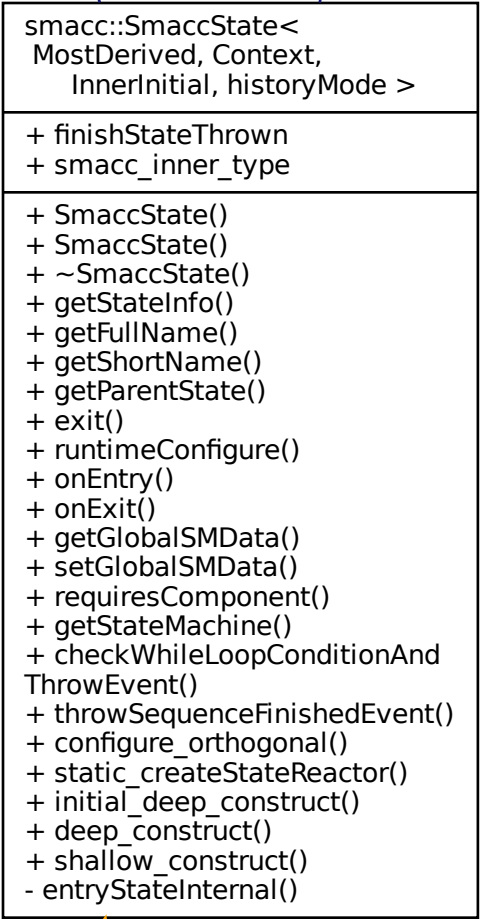 smacc::SmaccState<
MostDerived, Context,
InnerInitial, historyMode >
+ finishStateThrown
+ smacc_inner_type
+ SmaccState()
+ SmaccState()
+ ~SmaccState()
+ getStateInfo()
+ getFullName()
+ getShortName()
+ getParentState()
+ exit()
+ runtimeConfigure()
+ onEntry()
+ onExit()
+ getGlobalSMData()
+ setGlobalSMData()
+ requiresComponent()
+ getStateMachine()
+ checkWhileLoopConditionAnd
ThrowEvent()
+ throwSequenceFinishedEvent()
+ configure_orthogonal()
+ static_createStateReactor()
+ initial_deep_construct()
+ deep_construct()
+ shallow_construct()
- entryStateInternal()